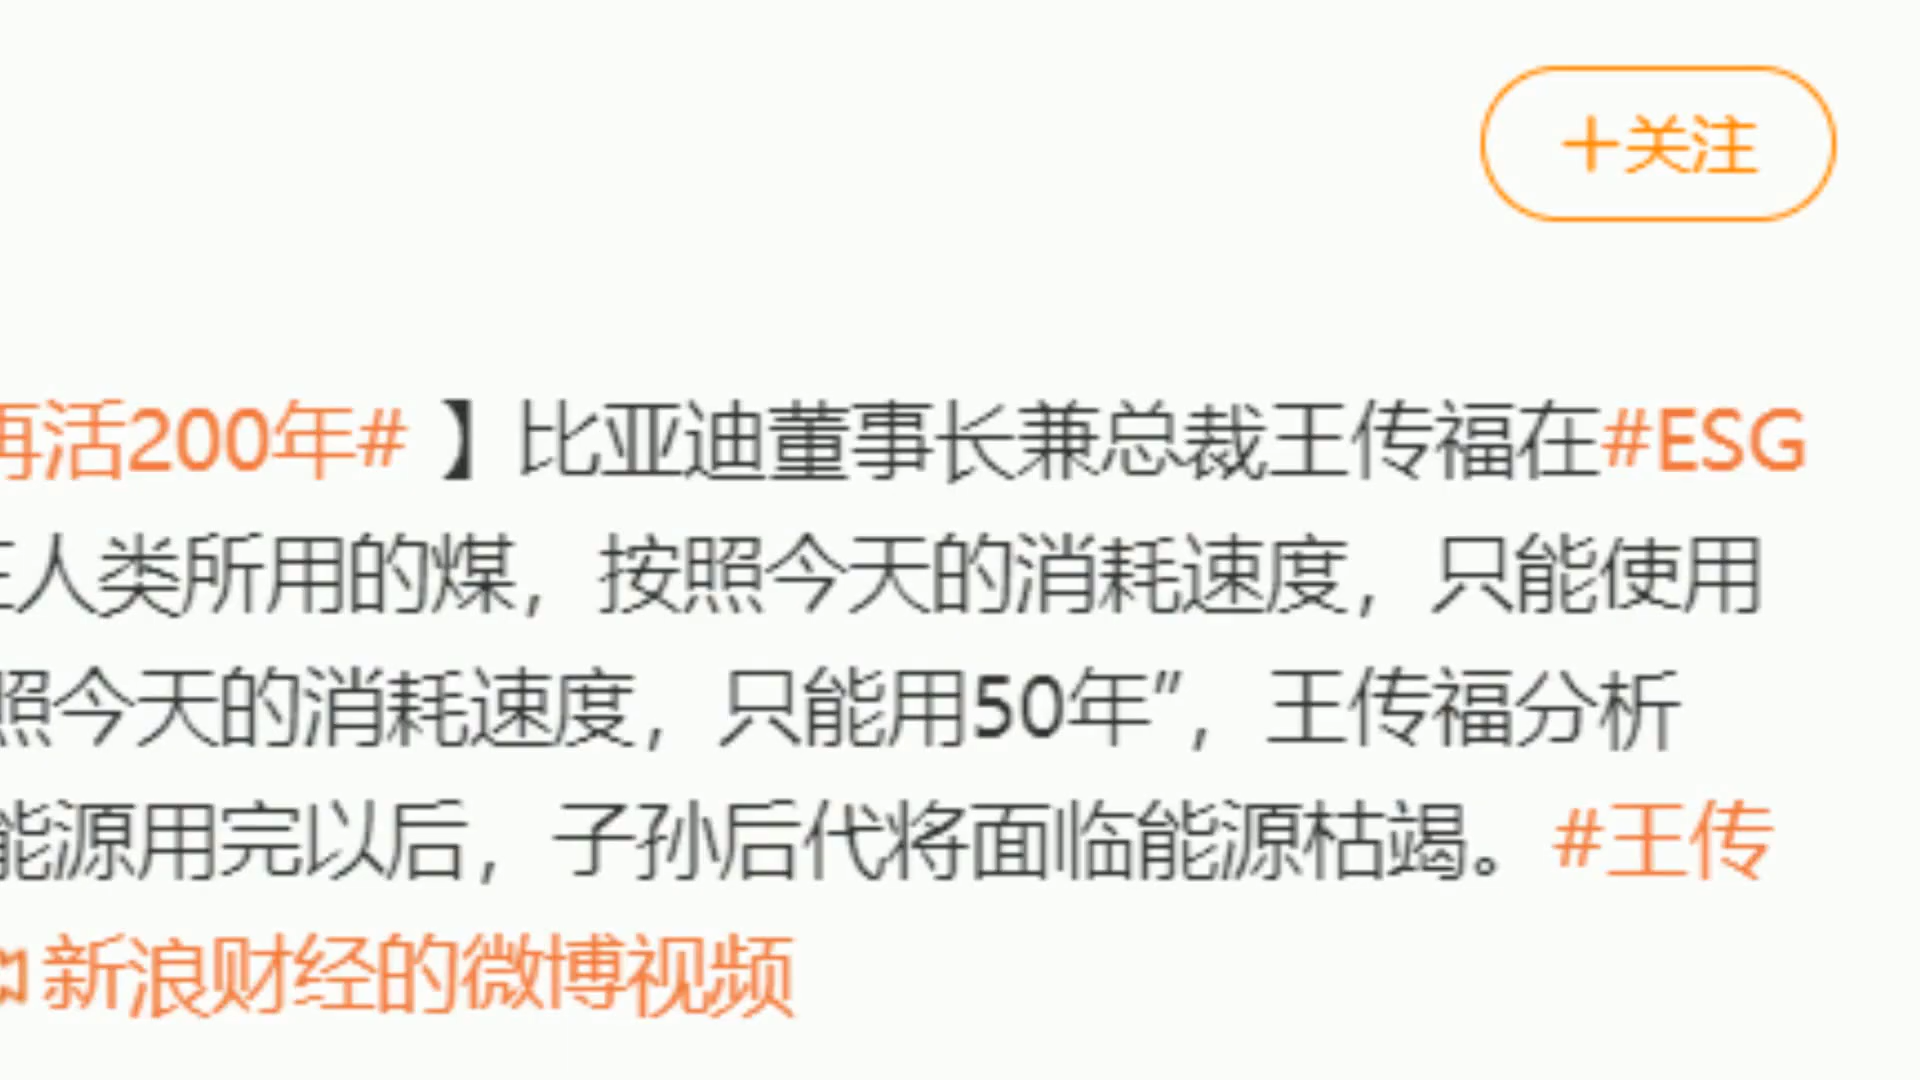 +关注
再活200年# 】比亚迪董事长兼总裁王传福在#ESG
人类所用的煤，按照今天的消耗速度，只能使用
照今天的消耗速度，只能用50年”，王传福分析
能源用完以后，子孙后代将面临能源枯竭。#王传
新浪财经的微博视频